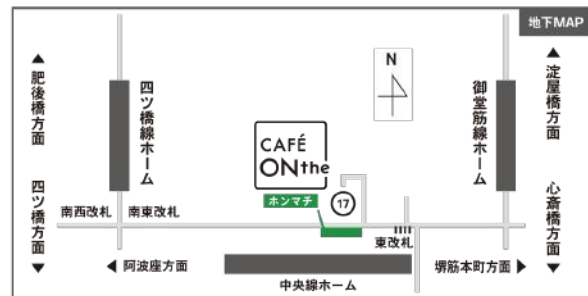 地下MAP
▲肥後橋方面
四ツ橋線ホーム
N
御堂筋線ホーム
▲淀屋橋方面
CAFÉ
ONthe
ホンマチ
17
四ツ橋方面▼
南西改札
南東改札
東改札
心斎橋方面▼
◀阿波座方面
中央線ホーム
堺筋本町方面▶